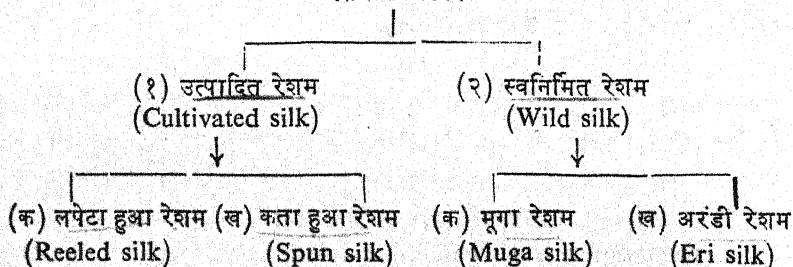 (१) उत्पादित रेशम (२) स्वनिर्मित रेशम
(Cultivated silk) (Wild silk)
(क) लपेटा हुआ रेशम (ख) कता हुआ रेशम (क) मूगा रेशम (ख) अरंडी रेशम
(Reeled silk) (Spun silk) (Muga silk) (Eri silk)